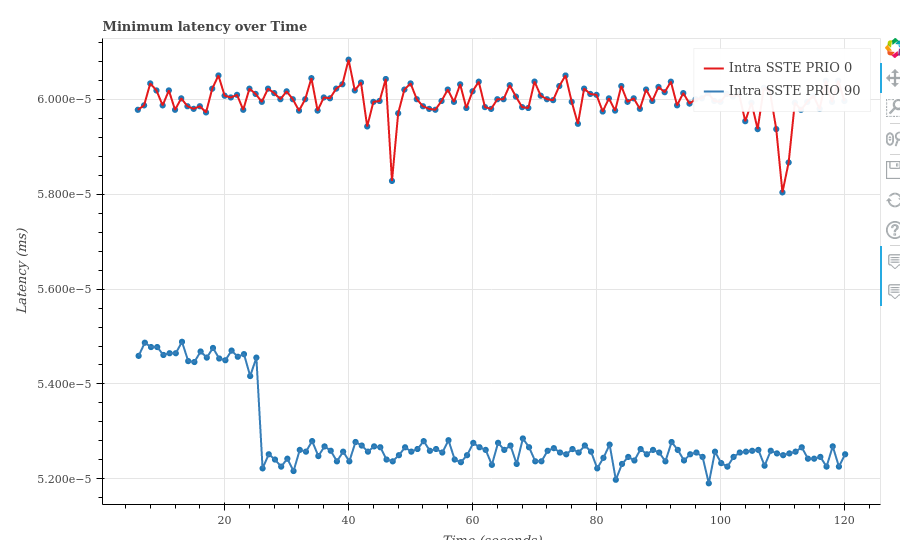 Minimum latency over Time
Intra SSTE PRIO 0
Intra SSTE PRIO 90
6.000e−5
5.800e−5
5.600e−5
5.400e−5
5.200e−5
Latency (ms)
20 40 60 80 100 120
Time (seconds)